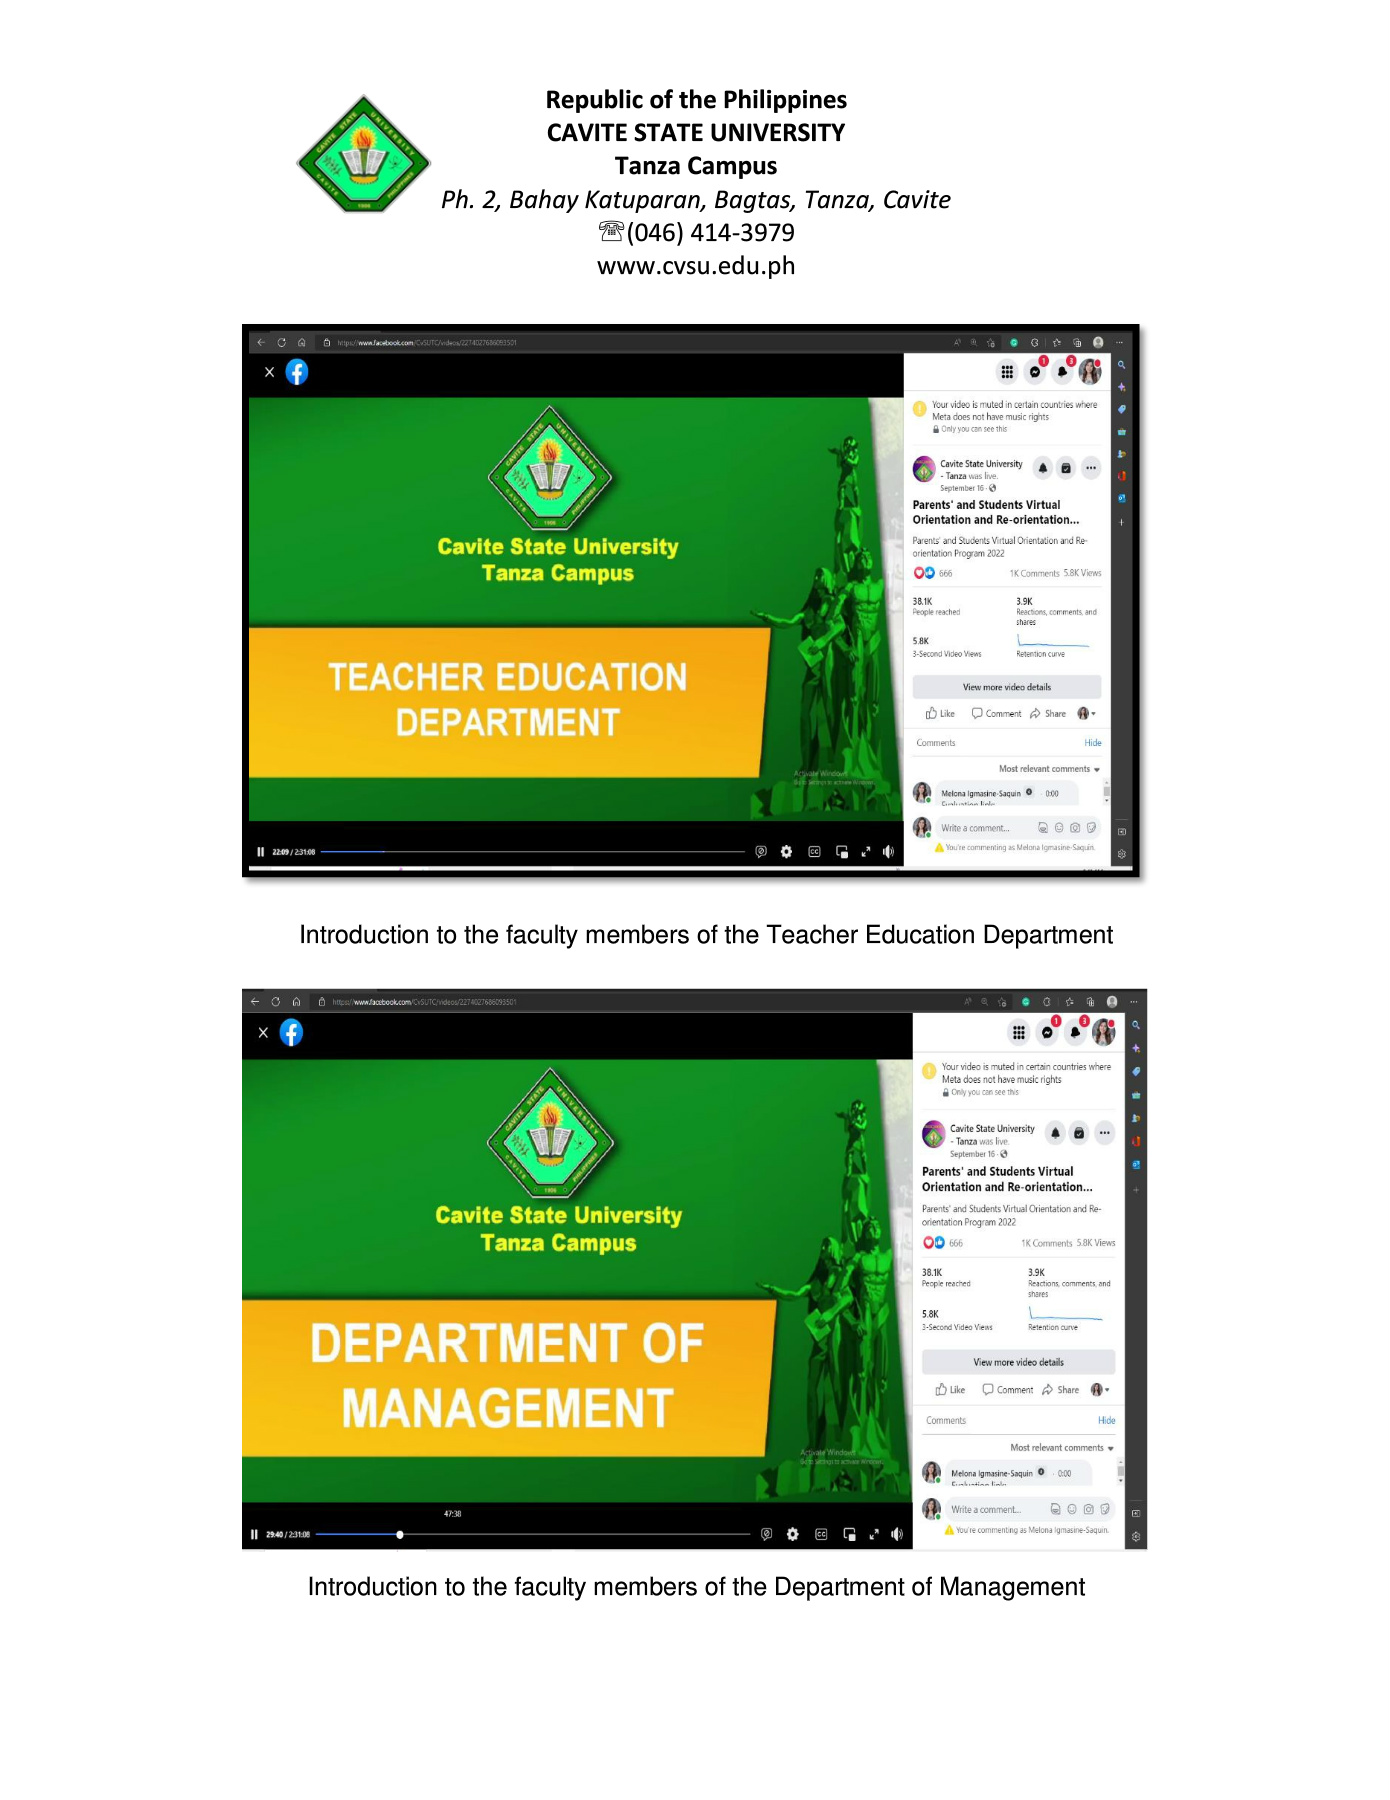 Republic of the Philippines
CAVITE STATE UNIVERSITY
Tanza Campus
Ph. 2, Bahay Katuparan, Bagtas, Tanza, Cavite
☏(046) 414-3979
www.cvsu.edu.ph
CAVITE STATE UNIVERSITY
CAVITE PHILIPPINES
1906
https://www.facebook.com/CvSUTC/videos/2274027686093501
1
3
Your video is muted in certain countries where
Meta does not have music rights
Only you can see this
Cavite State University
- Tanza was live.
September 16 ·
Parents' and Students Virtual
Orientation and Re-orientation...
Parents' and Students Virtual Orientation and Re-
orientation Program 2022
666 1K Comments 5.8K Views
38.1K 3.9K
People reached Reactions, comments, and
shares
5.8K
3-Second Video Views Retention curve
View more video details
Like Comment Share
Comments Hide
Most relevant comments
Melona Igmasine-Saquin · 0:00
Evaluation link
Write a comment...
You're commenting as Melona Igmasine-Saquin.
Cavite State University
Tanza Campus
TEACHER EDUCATION
DEPARTMENT
Activate Windows
Go to Settings to activate Windows.
22:09 / 2:31:08
CC
Introduction to the faculty members of the Teacher Education Department
https://www.facebook.com/CvSUTC/videos/2274027686093501
1
3
Your video is muted in certain countries where
Meta does not have music rights
Only you can see this
Cavite State University
- Tanza was live.
September 16 ·
Parents' and Students Virtual
Orientation and Re-orientation...
Parents' and Students Virtual Orientation and Re-
orientation Program 2022
666 1K Comments 5.8K Views
38.1K 3.9K
People reached Reactions, comments, and
shares
5.8K
3-Second Video Views Retention curve
View more video details
Like Comment Share
Comments Hide
Most relevant comments
Melona Igmasine-Saquin · 0:00
Evaluation link
Write a comment...
You're commenting as Melona Igmasine-Saquin.
Cavite State University
Tanza Campus
DEPARTMENT OF
MANAGEMENT
Activate Windows
Go to Settings to activate Windows.
47:38
29:40 / 2:31:08
CC
Introduction to the faculty members of the Department of Management